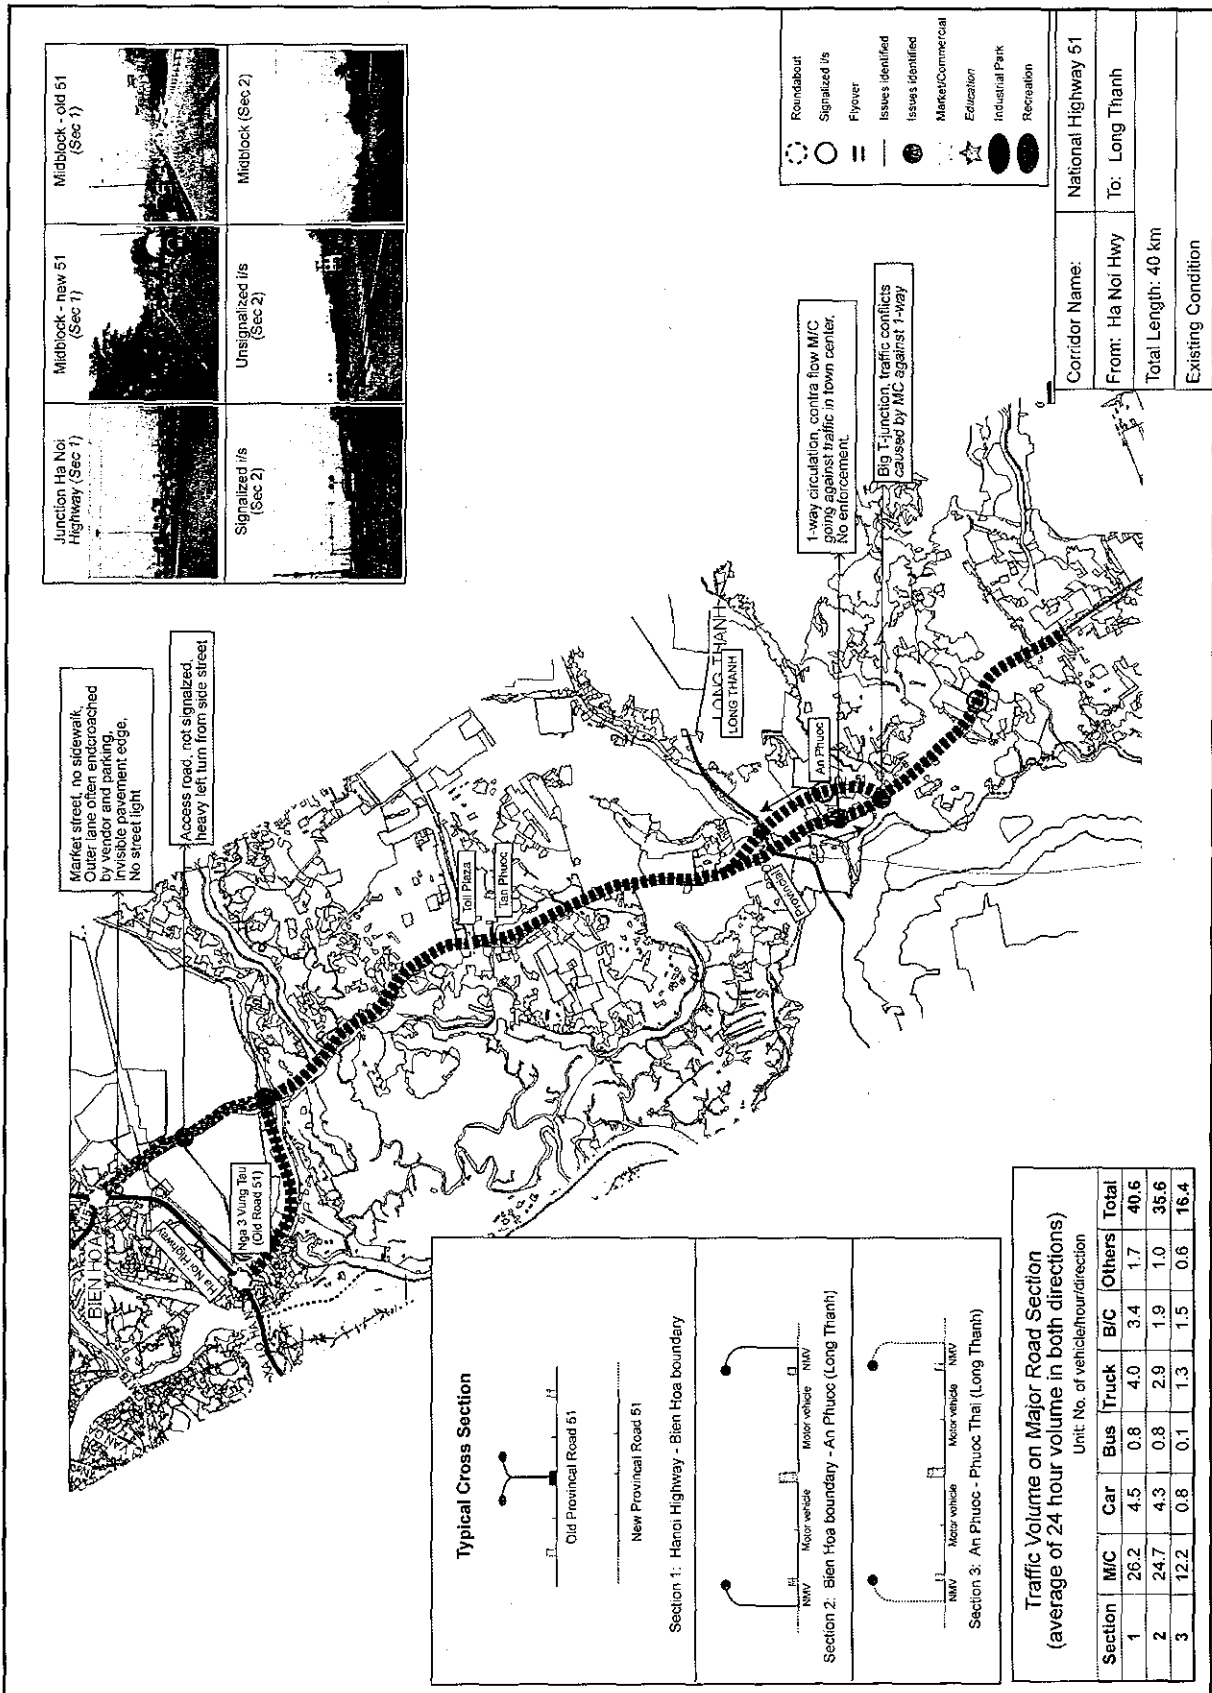 Junction Ha Noi
Highway (Sec 1)
Midblock - new 51
(Sec 1)
Midblock - old 51
(Sec 1)
Signalized i/s
(Sec 2)
Unsignalized i/s
(Sec 2)
Midblock (Sec 2)
Market street, no sidewalk,
Outer lane often endoroached
by vendor and parking,
Invisible pavement edge,
No street light
Access road, not signalzed,
heavy left turn from side street
Roundabout
Signalized i/s
Flyover
Issues identified
Issues identified
Market/Commercial
Education
Industrial Park
Recreation
1-way circulation, contra flow M/C
going against traffic in town center.
No enforcement.
Big T-junction, traffic conflicts
caused by MC against 1-way
BIEN HOA
Ha Noi Highway
Nga 3 Vung Tau
(Old Road 51)
Toll Plaza
Tan Phuoc
LONG THANH
LONG THANH
An Phuoc
Provincial
Typical Cross Section
Old Provincial Road 51
New Provincal Road 51
Section 1: Hanoi Highway - Bien Hoa boundary
NMV
Motor vehicle
Motor vehicle
NMV
Section 2: Bien Hoa boundary - An Phuoc (Long Thanh)
NMV
Motor vehicle
Motor vehicle
NMV
Section 3: An Phuoc - Phuoc Thai (Long Thanh)
Traffic Volume on Major Road Section
(average of 24 hour volume in both directions)
Unit: No. of vehicle/hour/direction
Section M/C Car Bus Truck B/C Others Total
1 26.2 4.5 0.8 4.0 3.4 1.7 40.6
2 24.7 4.3 0.8 2.9 1.9 1.0 35.6
3 12.2 0.8 0.1 1.3 1.5 0.6 16.4
Corridor Name: National Highway 51
From: Ha Noi Hwy To: Long Thanh
Total Length: 40 km
Existing Condition